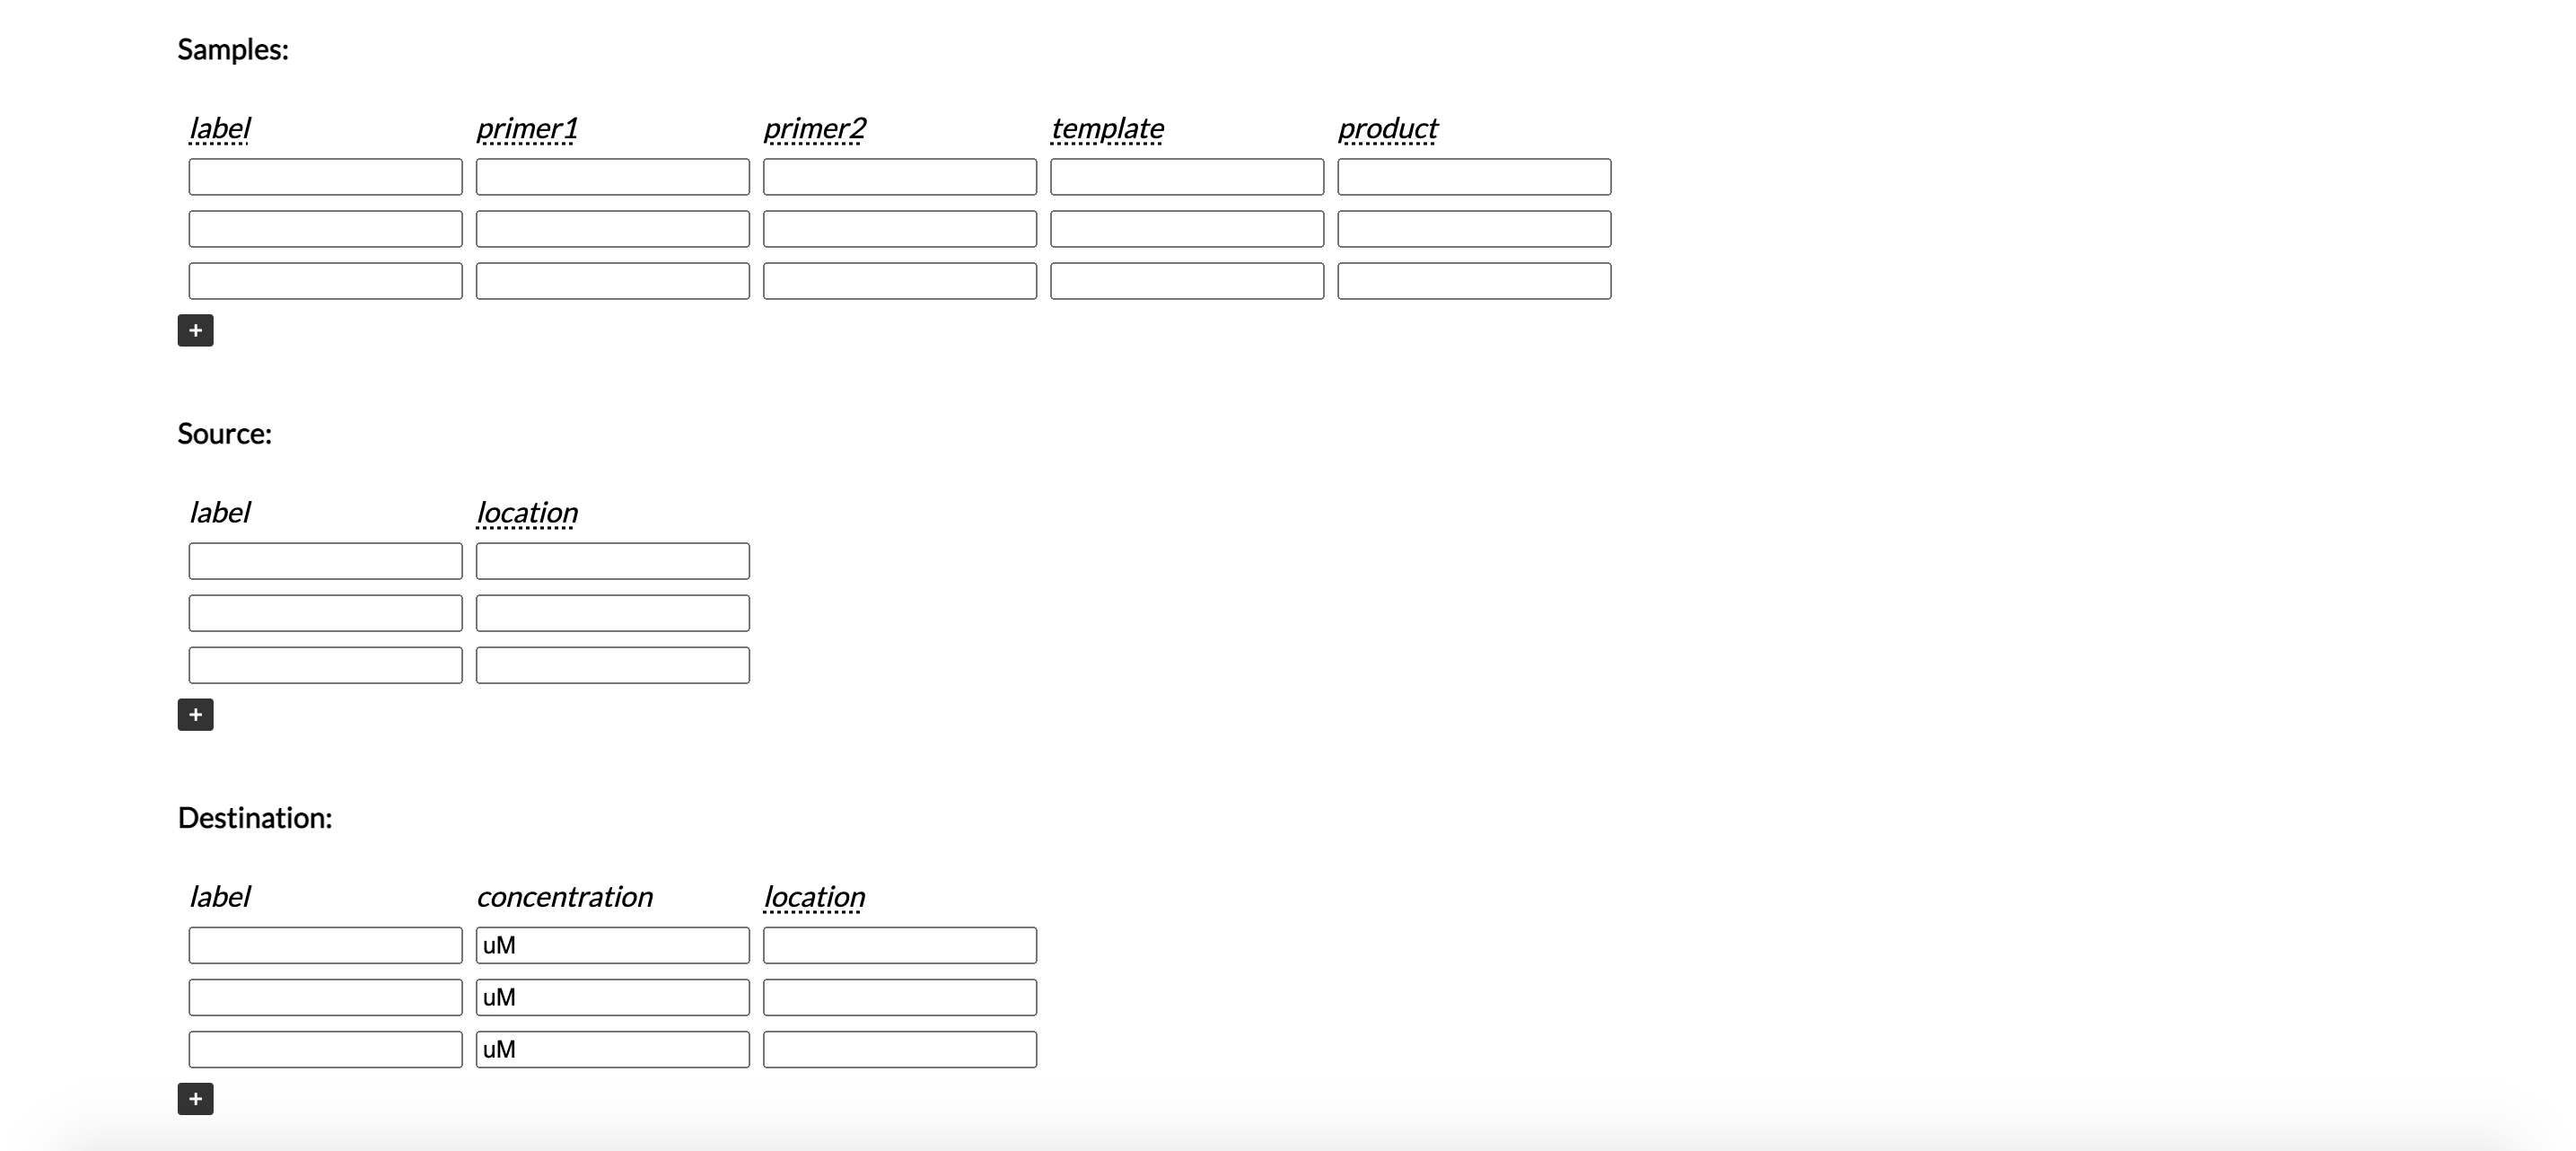 Samples:
label primer1 primer2 template product
+
Source:
label location
+
Destination:
label concentration location
uM
uM
uM
+